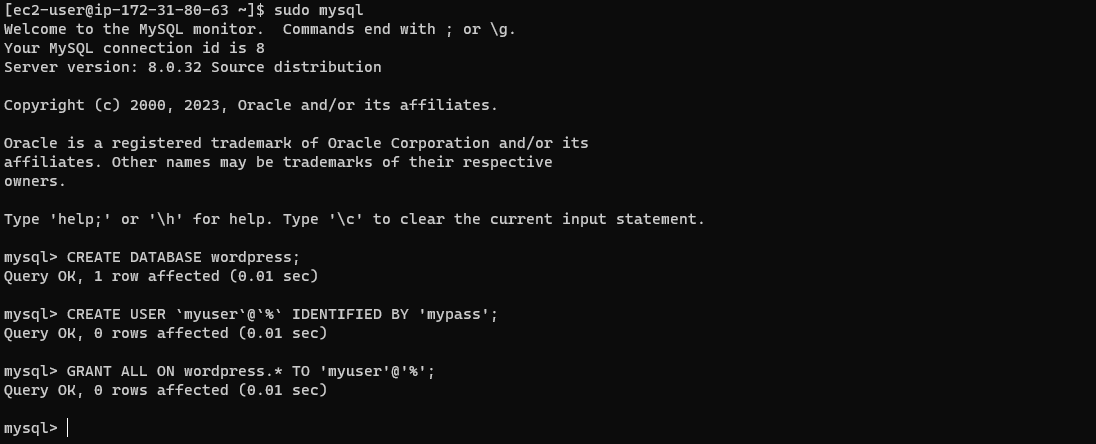 [ec2-user@ip-172-31-80-63 ~]$ sudo mysql
Welcome to the MySQL monitor.  Commands end with ; or \g.
Your MySQL connection id is 8
Server version: 8.0.32 Source distribution
Copyright (c) 2000, 2023, Oracle and/or its affiliates.
Oracle is a registered trademark of Oracle Corporation and/or its
affiliates. Other names may be trademarks of their respective
owners.
Type 'help;' or '\h' for help. Type '\c' to clear the current input statement.
mysql> CREATE DATABASE wordpress;
Query OK, 1 row affected (0.01 sec)
mysql> CREATE USER `myuser`@`%` IDENTIFIED BY 'mypass';
Query OK, 0 rows affected (0.01 sec)
mysql> GRANT ALL ON wordpress.* TO 'myuser'@'%';
Query OK, 0 rows affected (0.01 sec)
mysql>